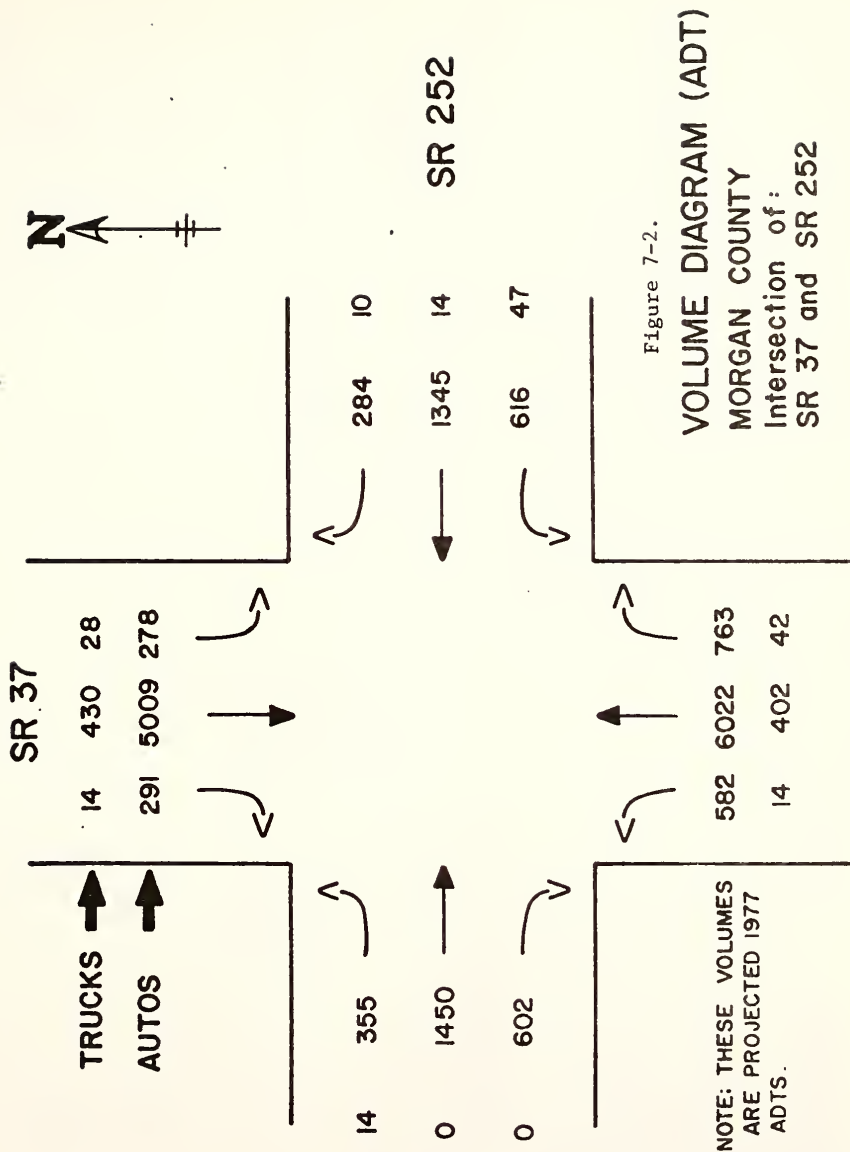 SR 37
N
TRUCKS 14 430 28
AUTOS 291 5009 278
14 355
0 1450
0 602
284 10
1345 14
616 47
SR 252
582 6022 763
14 402 42
NOTE: THESE VOLUMES
ARE PROJECTED 1977
ADTS.
Figure 7-2.
VOLUME DIAGRAM (ADT)
MORGAN COUNTY
Intersection of:
SR 37 and SR 252